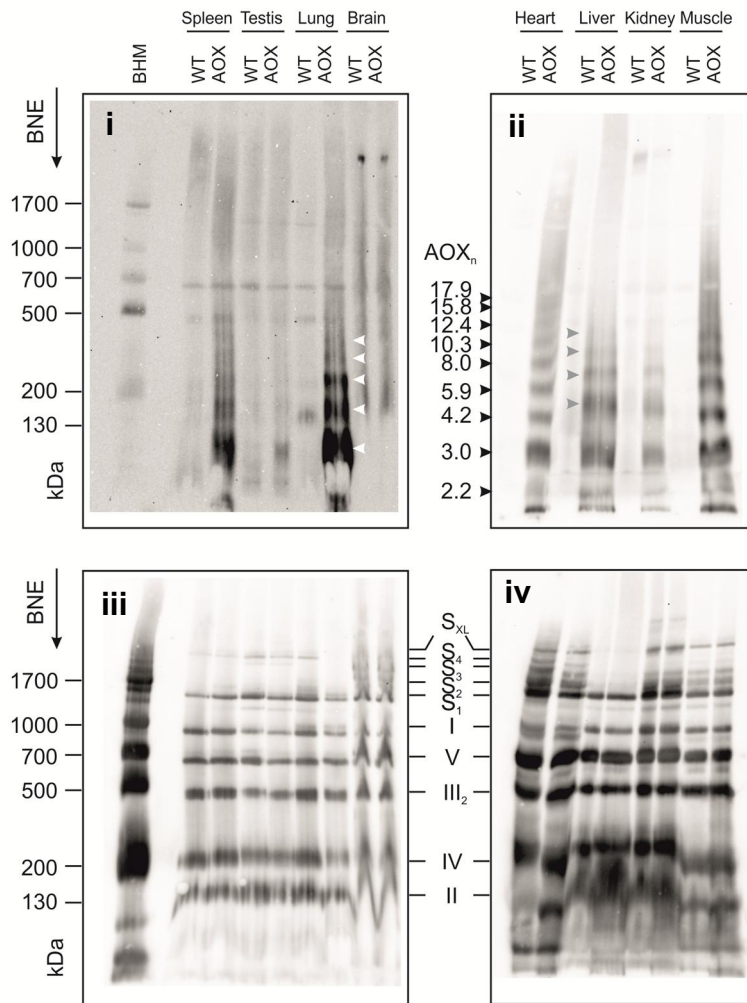 Spleen Testis Lung Brain
BHM WT AOX WT AOX WT AOX WT AOX
BNE
i
1700
1000
700
500
200
130
kDa
Heart Liver Kidney Muscle
WT AOX WT AOX WT AOX WT AOX
ii
AOXn
17.9
15.8
12.4
10.3
8.0
5.9
4.2
3.0
2.2
BNE
iii
1700
1000
700
500
200
130
kDa
SXL
S4
S3
S2
S1
I
V
III2
IV
II
iv